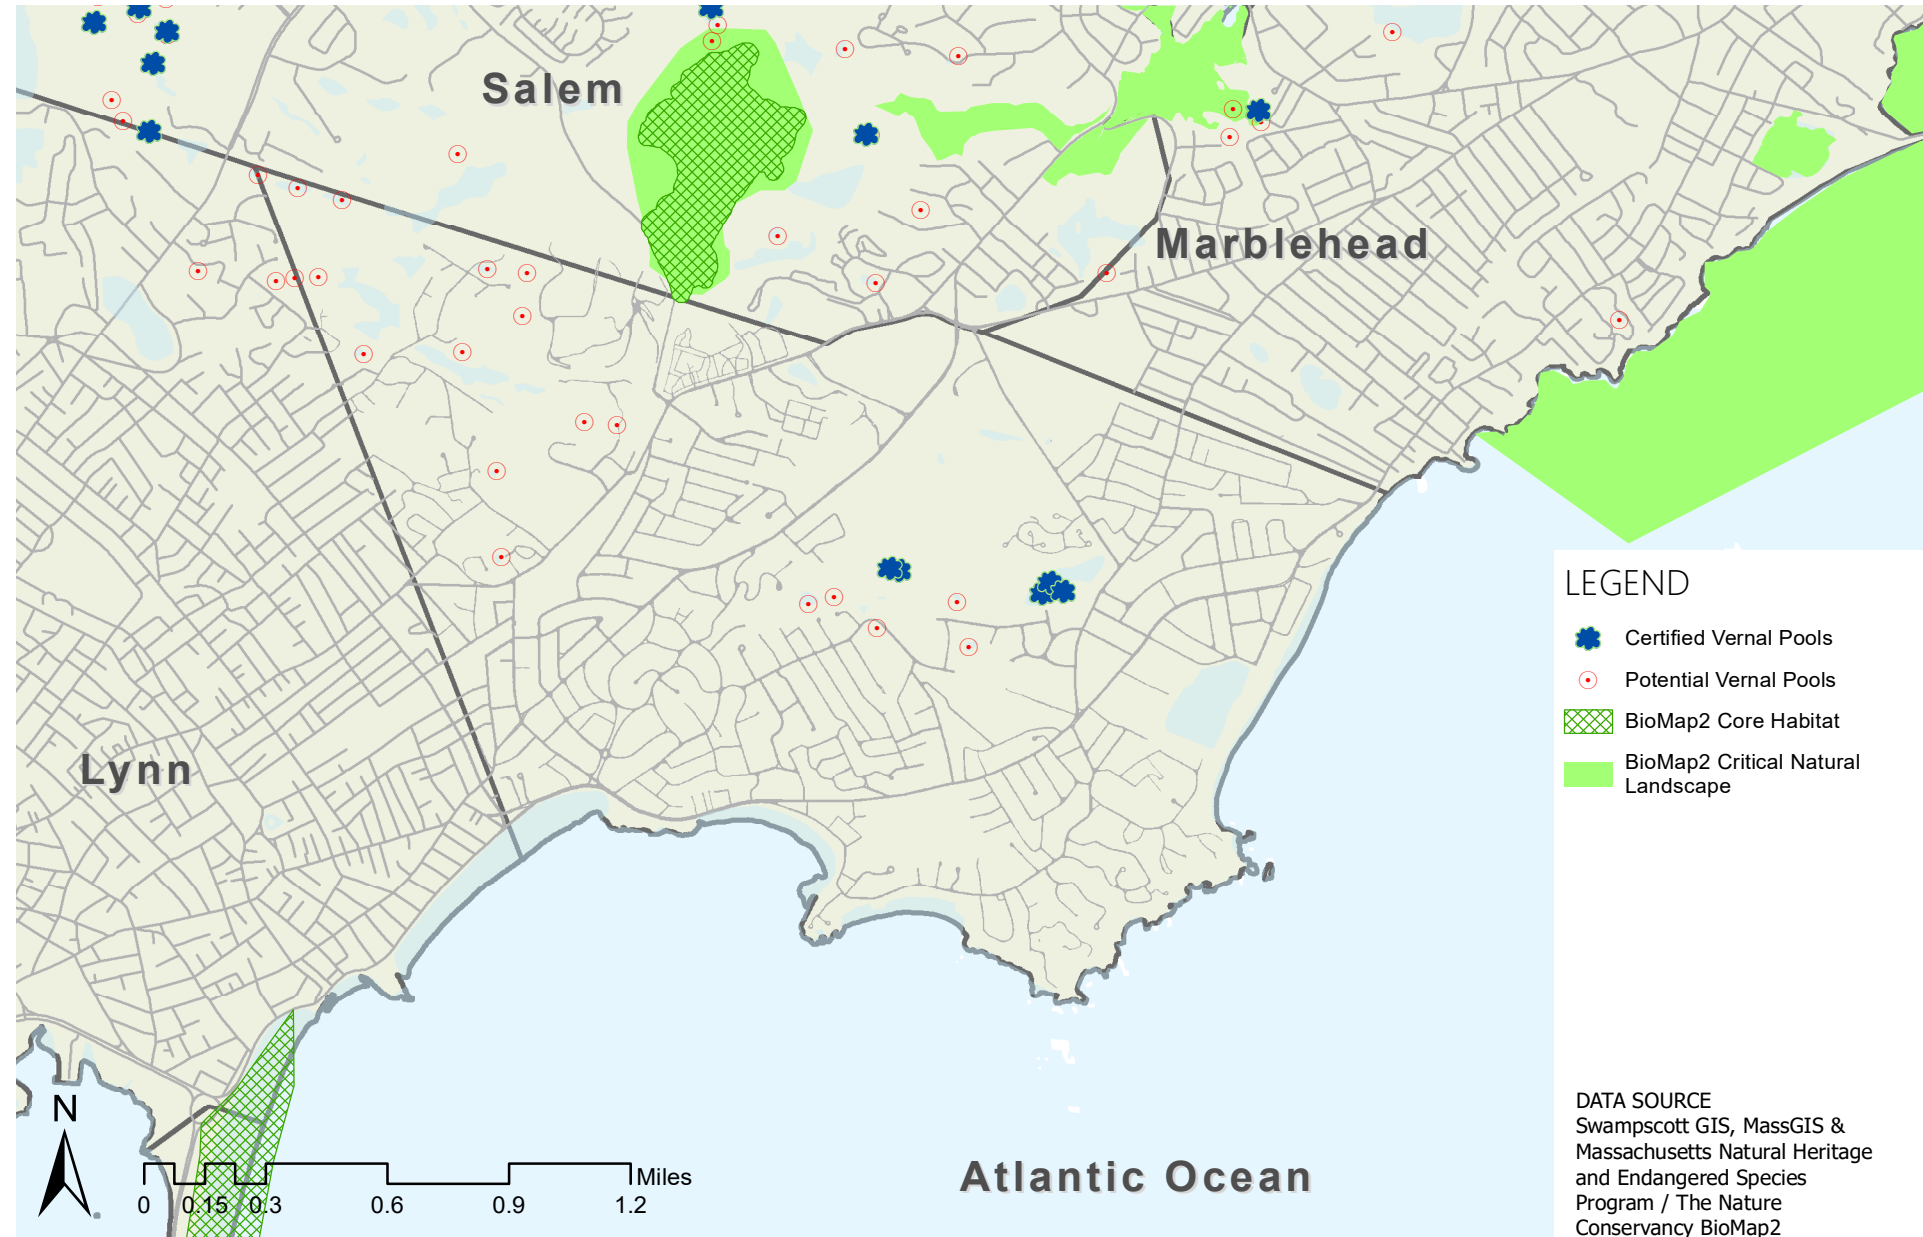 Salem
Marblehead
Lynn
Atlantic Ocean
N
Miles
0 0.15 0.3 0.6 0.9 1.2
LEGEND
Certified Vernal Pools
Potential Vernal Pools
BioMap2 Core Habitat
BioMap2 Critical Natural
Landscape
DATA SOURCE
Swampscott GIS, MassGIS &
Massachusetts Natural Heritage
and Endangered Species
Program / The Nature
Conservancy BioMap2